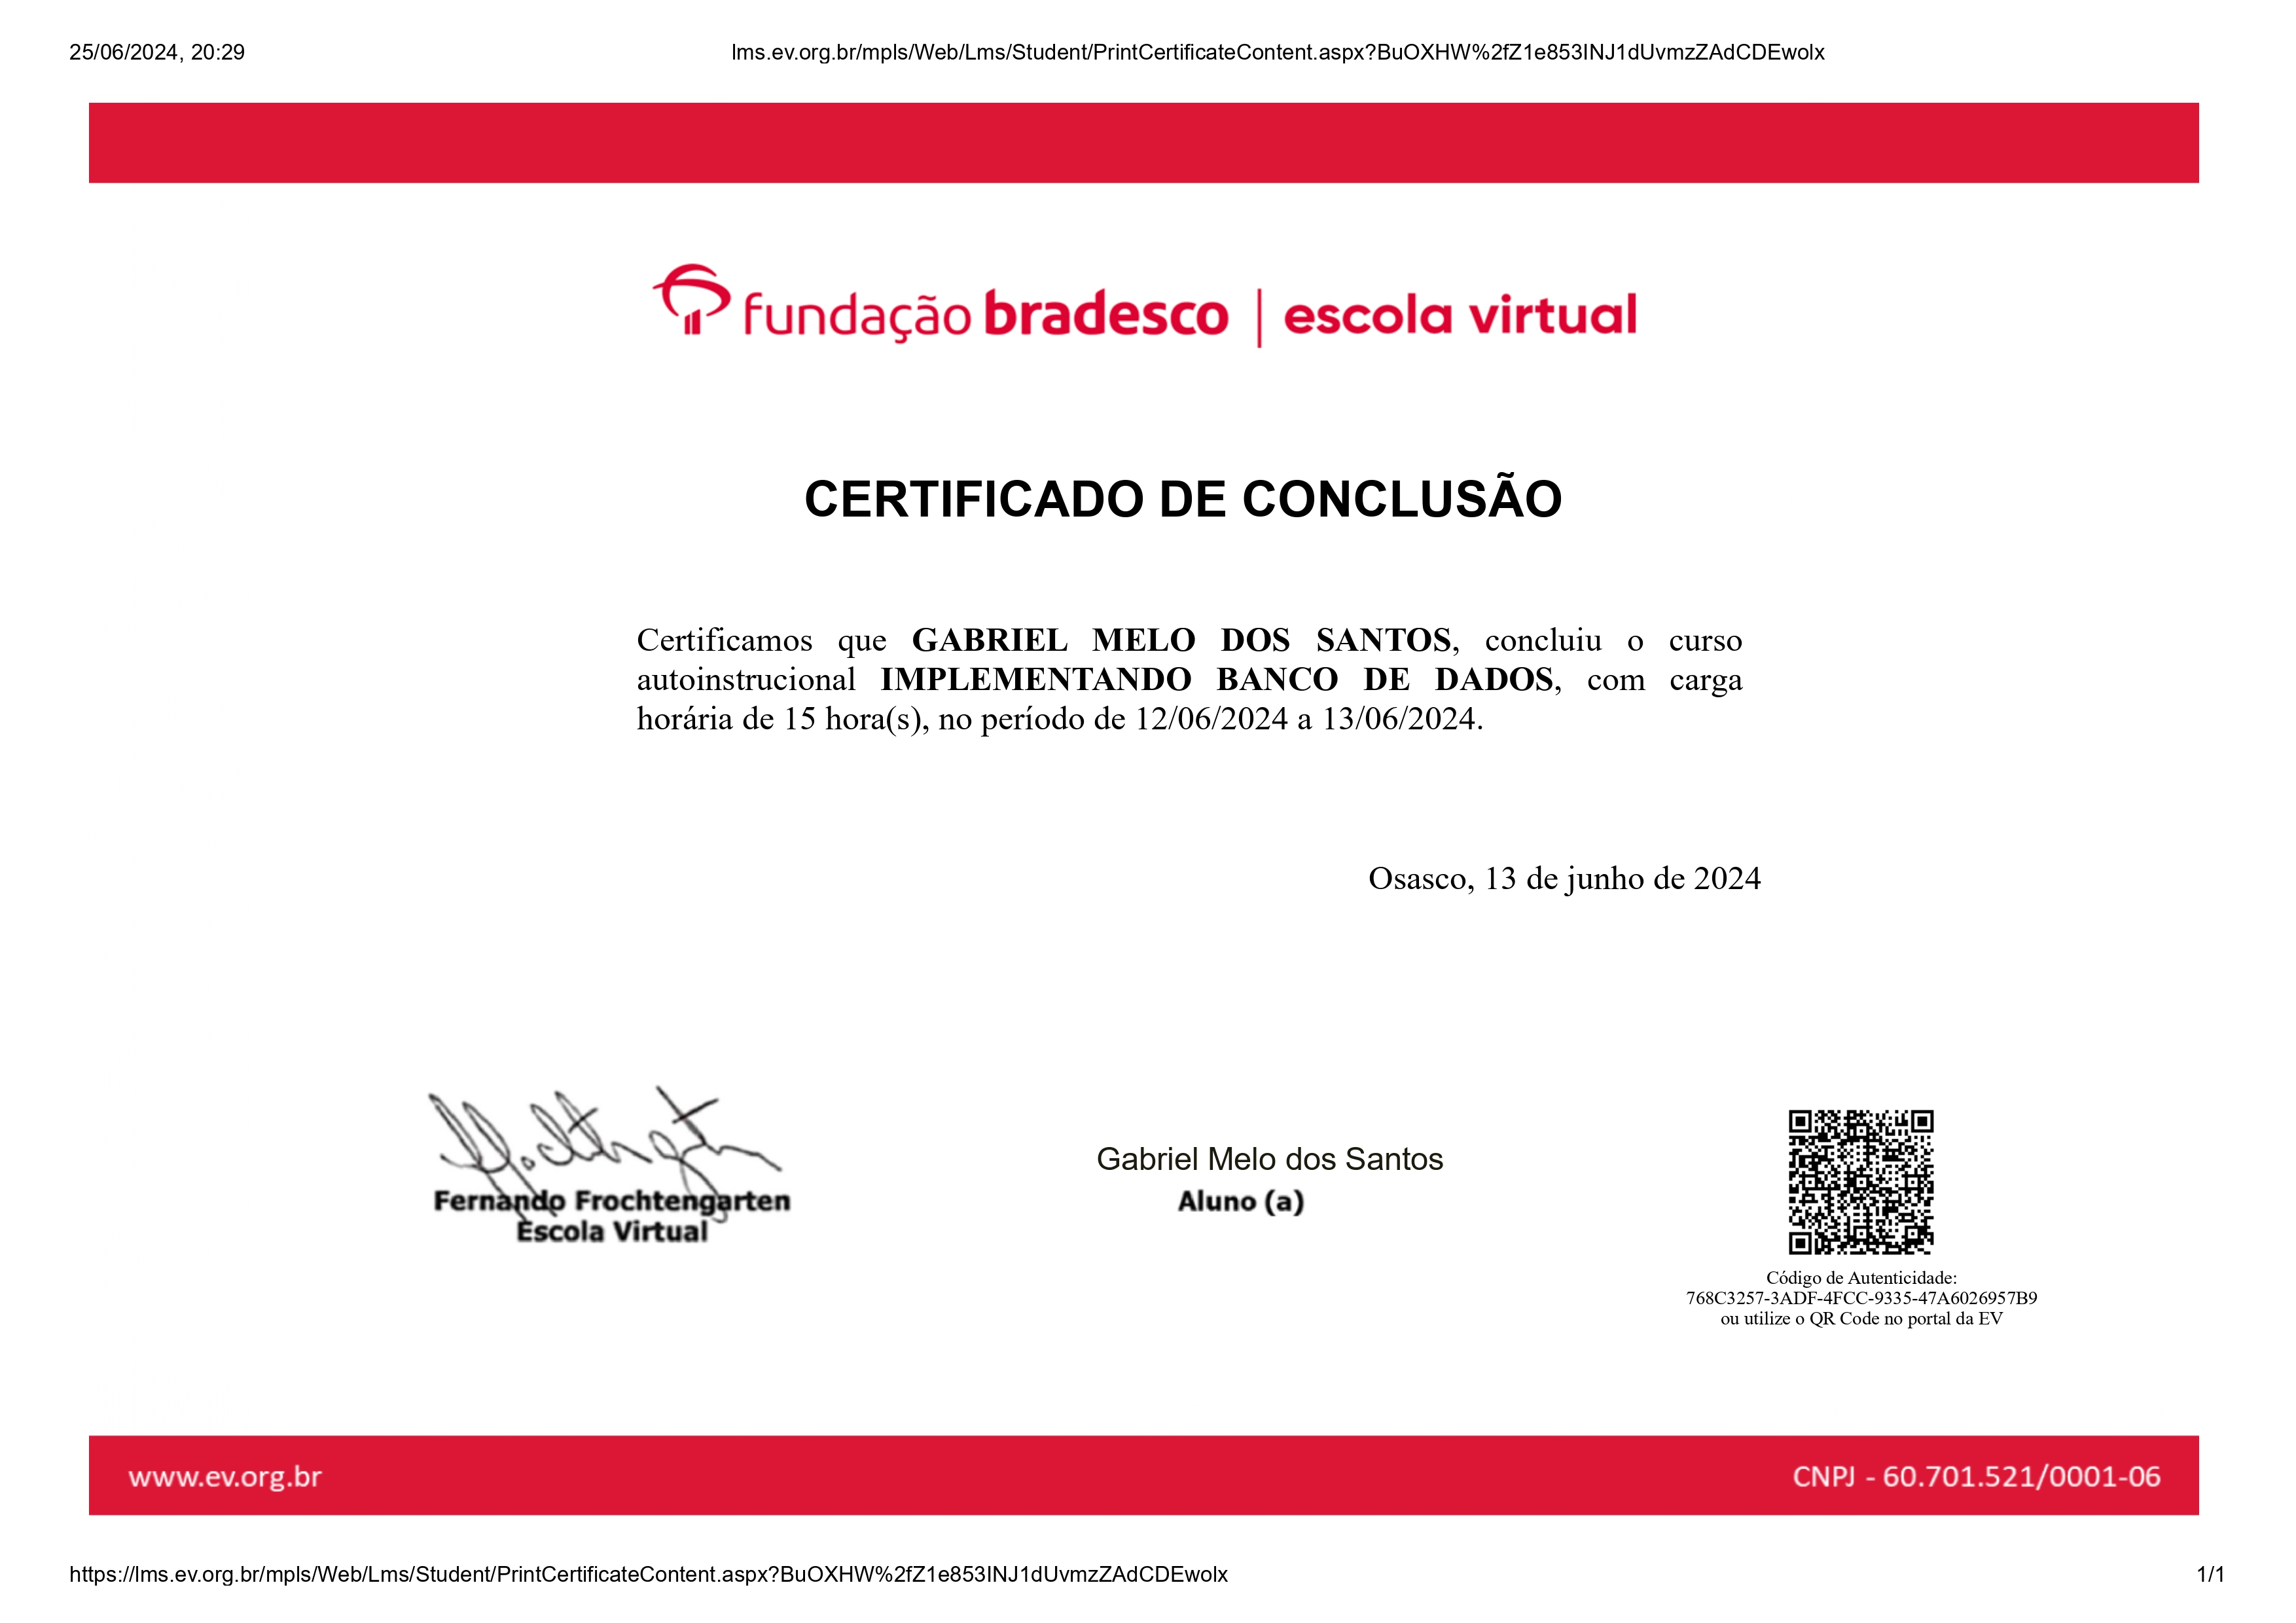 25/06/2024, 20:29
lms.ev.org.br/mpls/Web/Lms/Student/PrintCertificateContent.aspx?BuOXHW%2fZ1e853INJ1dUvmzZAdCDEwolx
fundação bradesco | escola virtual
CERTIFICADO DE CONCLUSÃO
Certificamos que GABRIEL MELO DOS SANTOS, concluiu o curso
autoinstrucional IMPLEMENTANDO BANCO DE DADOS, com carga
horária de 15 hora(s), no período de 12/06/2024 a 13/06/2024.
Osasco, 13 de junho de 2024
Fernando Frochtengarten
Escola Virtual
Gabriel Melo dos Santos
Aluno (a)
Código de Autenticidade:
768C3257-3ADF-4FCC-9335-47A6026957B9
ou utilize o QR Code no portal da EV
www.ev.org.br
CNPJ - 60.701.521/0001-06
https://lms.ev.org.br/mpls/Web/Lms/Student/PrintCertificateContent.aspx?BuOXHW%2fZ1e853INJ1dUvmzZAdCDEwolx
1/1